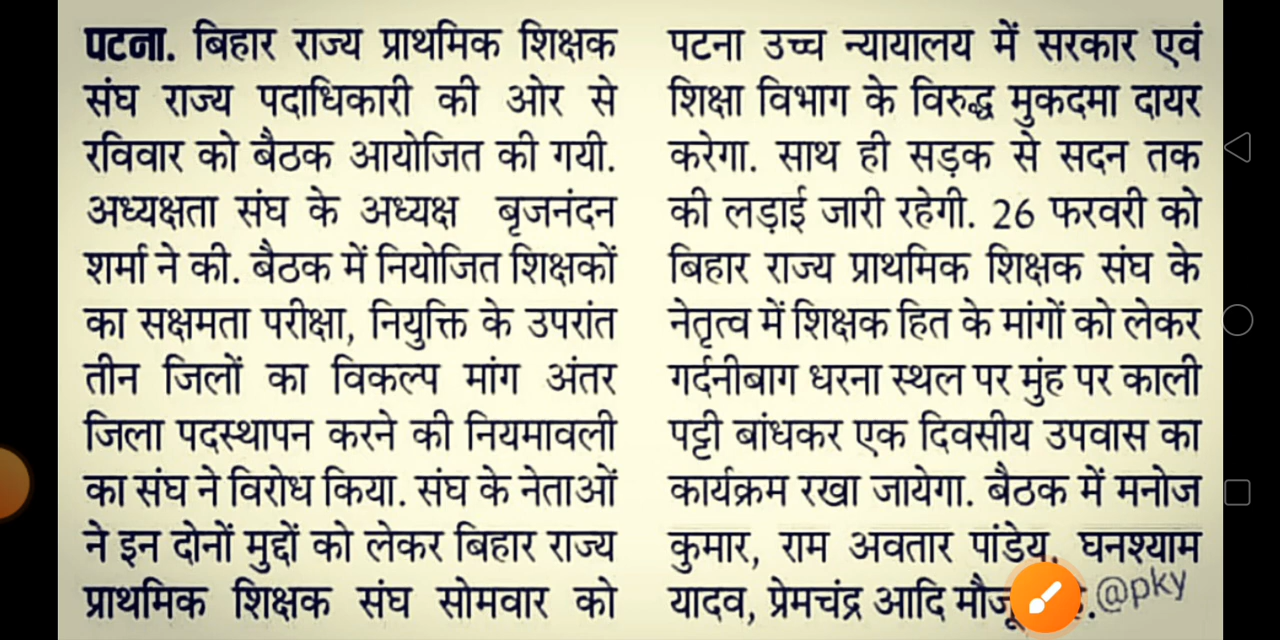 पटना. बिहार राज्य प्राथमिक शिक्षक
संघ राज्य पदाधिकारी की ओर से
रविवार को बैठक आयोजित की गयी.
अध्यक्षता संघ के अध्यक्ष बृजनंदन
शर्मा ने की. बैठक में नियोजित शिक्षकों
का सक्षमता परीक्षा, नियुक्ति के उपरांत
तीन जिलों का विकल्प मांग अंतर
जिला पदस्थापन करने की नियमावली
का संघ ने विरोध किया. संघ के नेताओं
ने इन दोनों मुद्दों को लेकर बिहार राज्य
प्राथमिक शिक्षक संघ सोमवार को
पटना उच्च न्यायालय में सरकार एवं
शिक्षा विभाग के विरुद्ध मुकदमा दायर
करेगा. साथ ही सड़क से सदन तक
की लड़ाई जारी रहेगी. 26 फरवरी को
बिहार राज्य प्राथमिक शिक्षक संघ के
नेतृत्व में शिक्षक हित के मांगों को लेकर
गर्दनीबाग धरना स्थल पर मुंह पर काली
पट्टी बांधकर एक दिवसीय उपवास का
कार्यक्रम रखा जायेगा. बैठक में मनोज
कुमार, राम अवतार पांडेय, घनश्याम
यादव, प्रेमचंद्र आदि
@pky